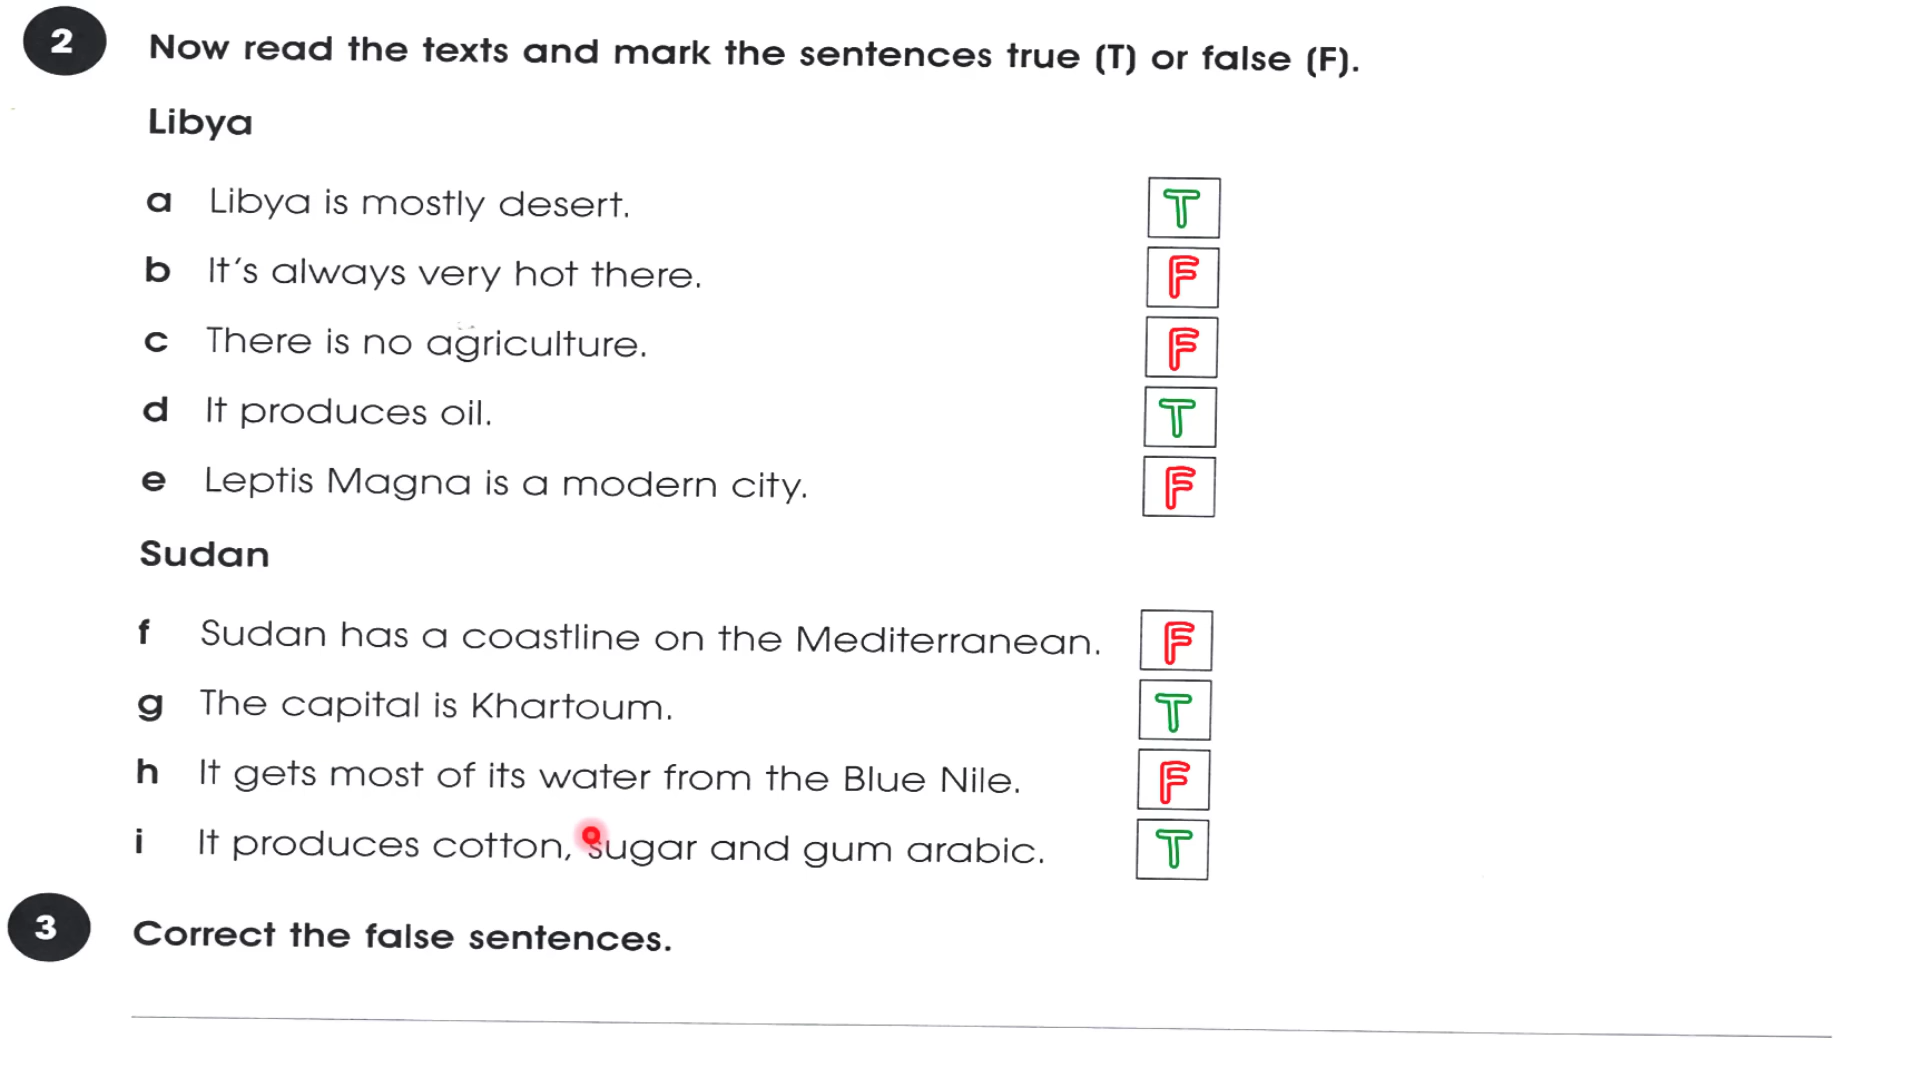 2 Now read the texts and mark the sentences true (T) or false (F).
Libya
a Libya is mostly desert. T
b It's always very hot there. F
c There is no agriculture. F
d It produces oil. T
e Leptis Magna is a modern city. F
Sudan
f Sudan has a coastline on the Mediterranean. F
g The capital is Khartoum. T
h It gets most of its water from the Blue Nile. F
i It produces cotton, sugar and gum arabic. T
3 Correct the false sentences.